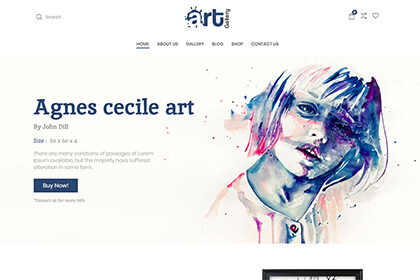 Search
art
Gallery
0
HOME ABOUT US GALLERY BLOG SHOP CONTACT US
Agnes cecile art
By John Dill
Size : 60 x 60 x 4
There are many variations of passages of Lorem
Ipsum available, but the majority have suffered
alteration in some form.
Buy Now!
*Contact us for more info